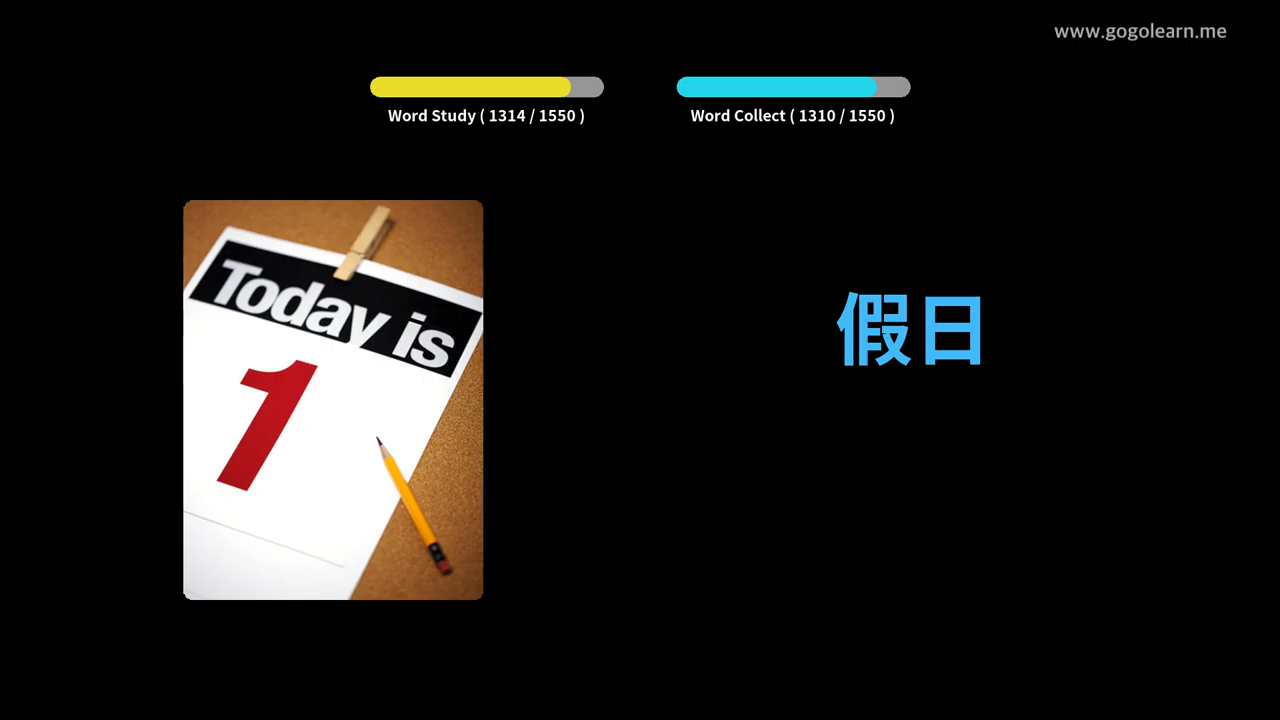 www.gogolearn.me
Word Study ( 1314 / 1550 )
Word Collect ( 1310 / 1550 )
Today is
1
假日